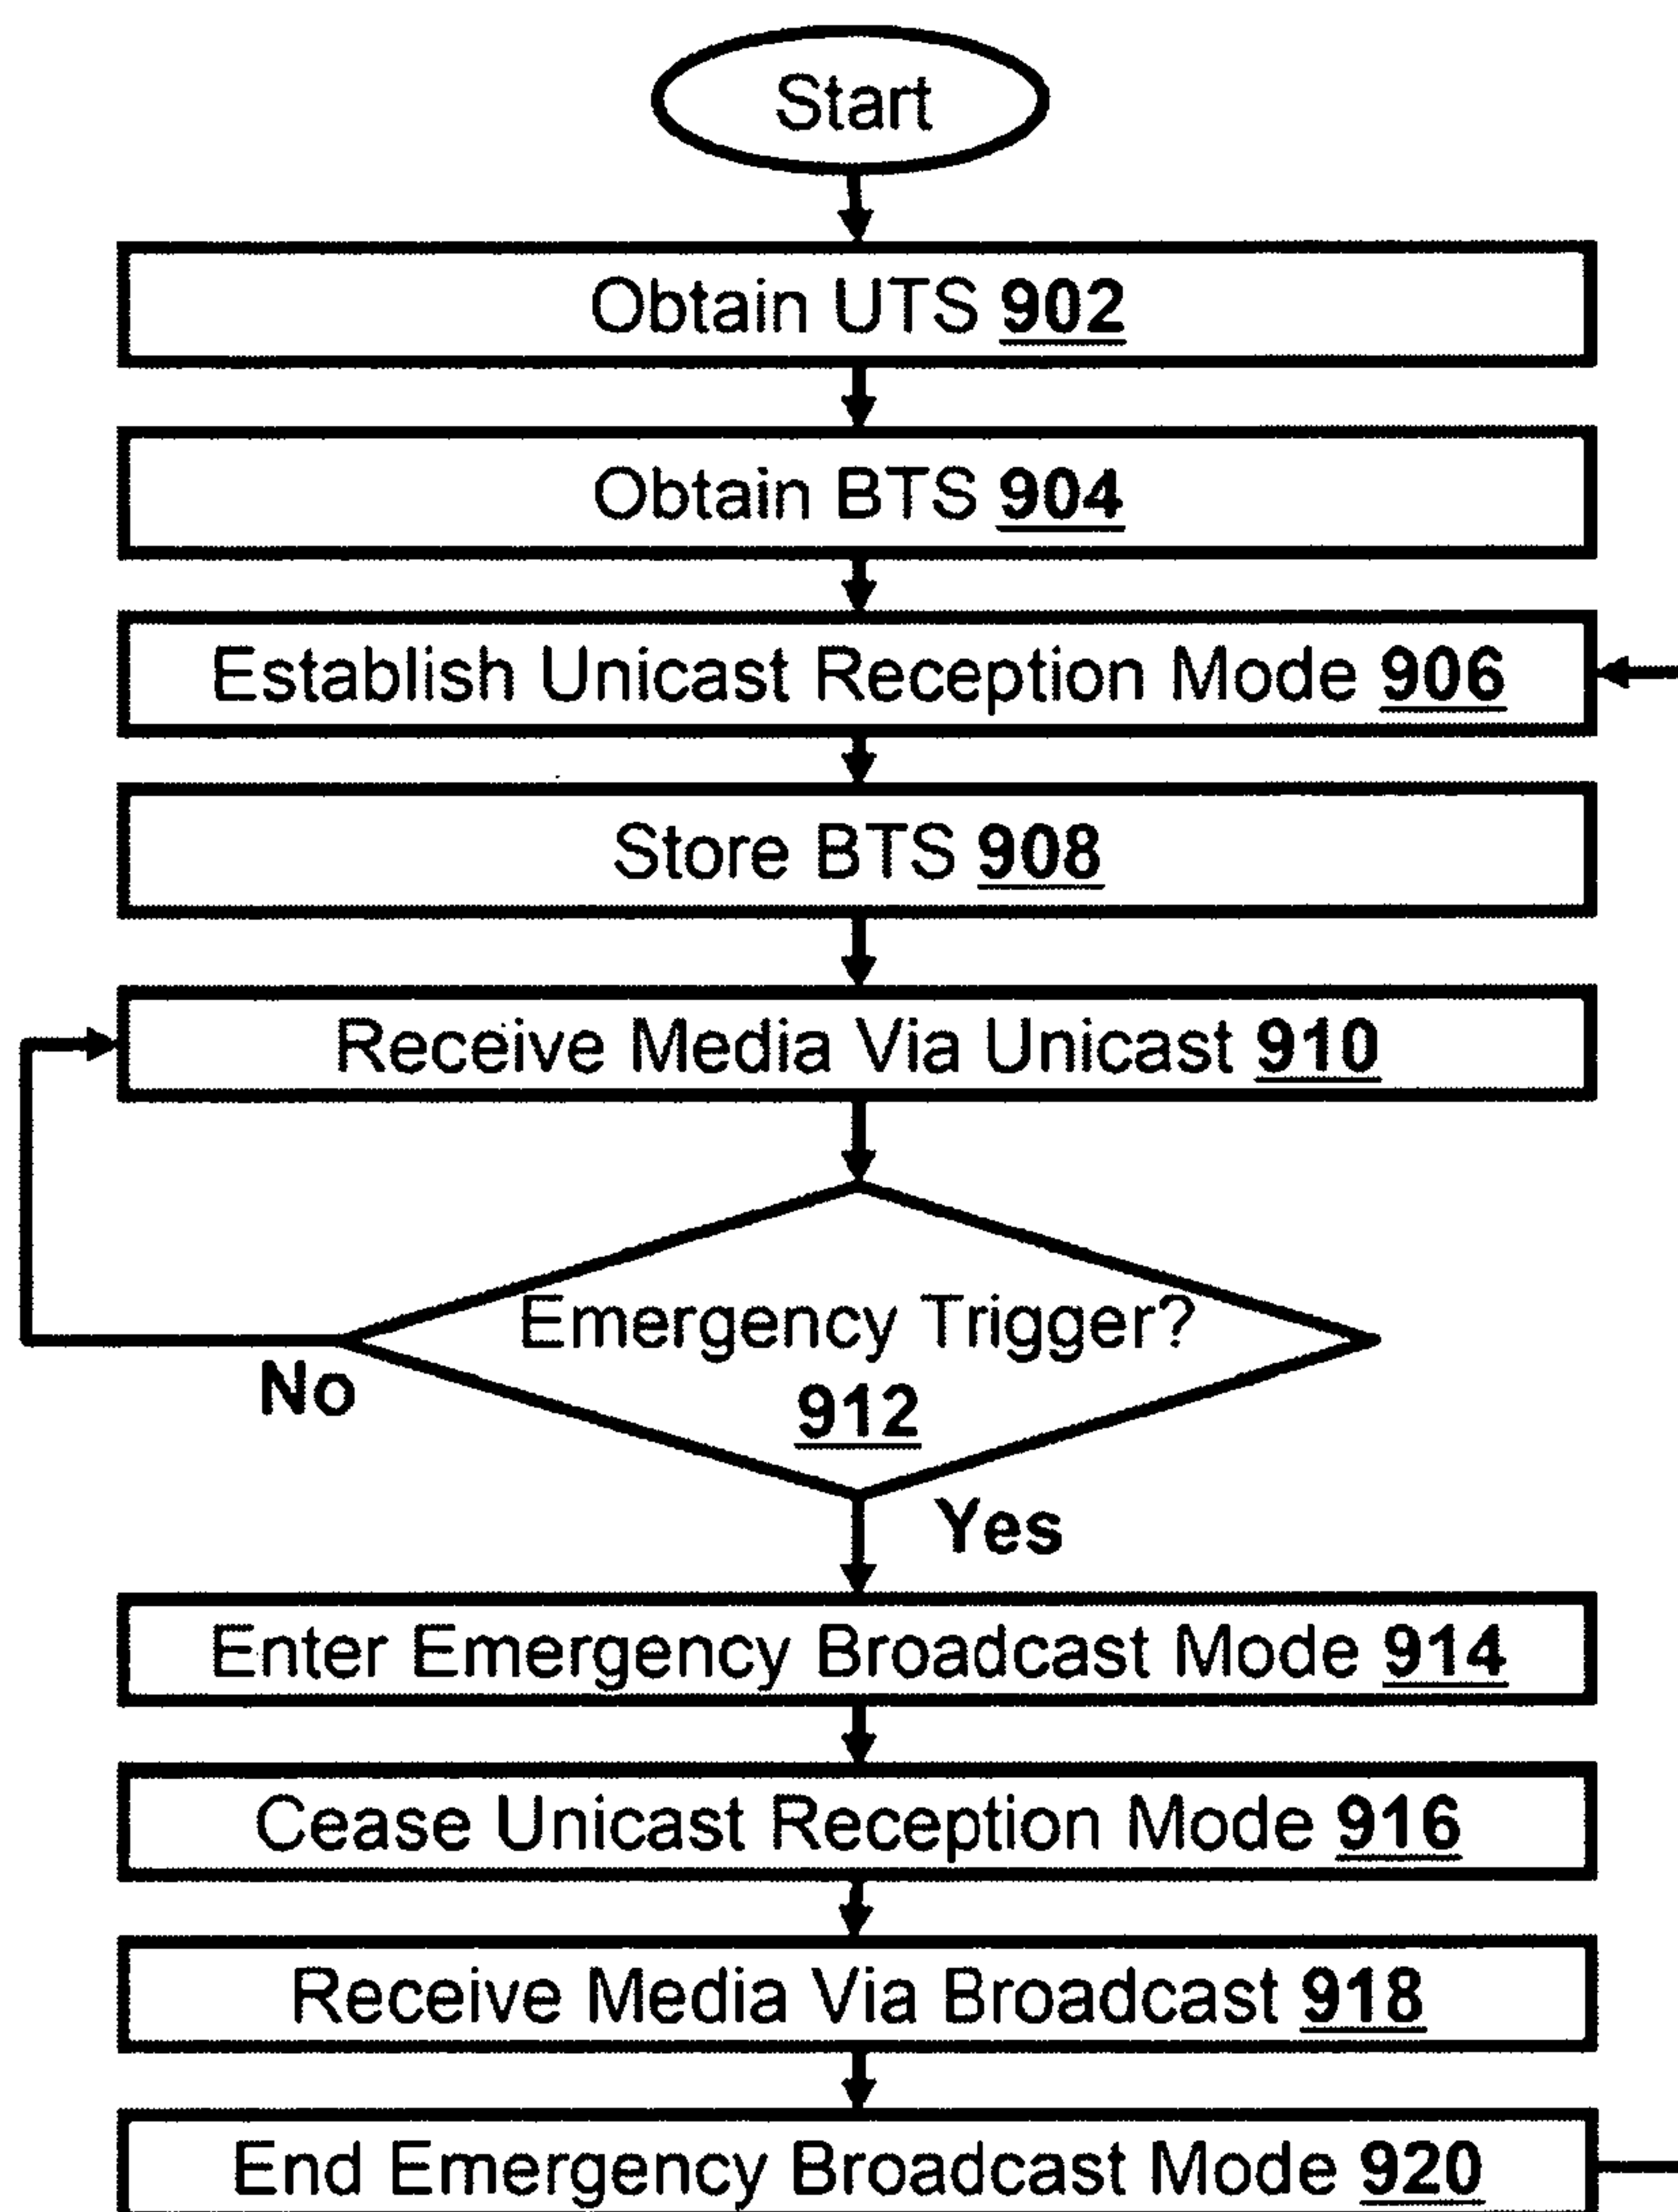 Start
Obtain UTS 902
Obtain BTS 904
Establish Unicast Reception Mode 906
Store BTS 908
Receive Media Via Unicast 910
Emergency Trigger?
912
No
Yes
Enter Emergency Broadcast Mode 914
Cease Unicast Reception Mode 916
Receive Media Via Broadcast 918
End Emergency Broadcast Mode 920